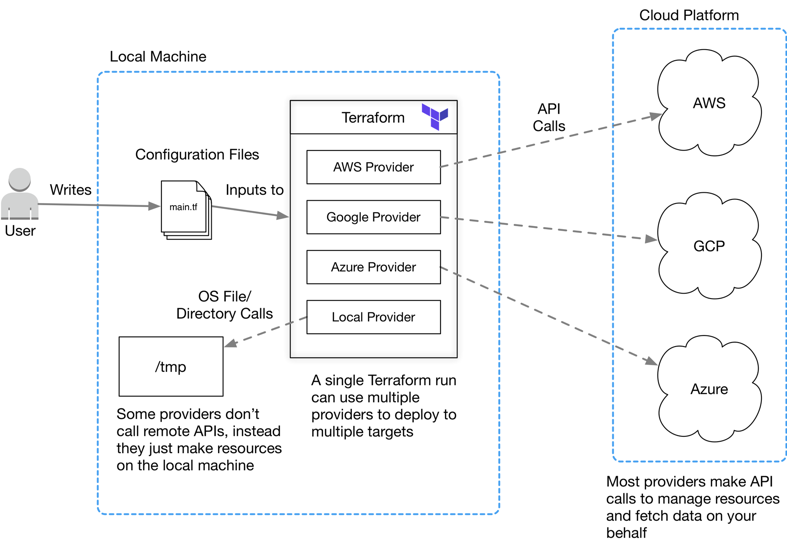 Cloud Platform
Local Machine
Terraform
AWS
API
Calls
Configuration Files
AWS Provider
Writes
main.tf
Inputs to
Google Provider
User
GCP
Azure Provider
OS File/
Directory Calls
Local Provider
/tmp
Azure
A single Terraform run
can use multiple
providers to deploy to
multiple targets
Some providers don’t
call remote APIs, instead
they just make resources
on the local machine
Most providers make API
calls to manage resources
and fetch data on your
behalf